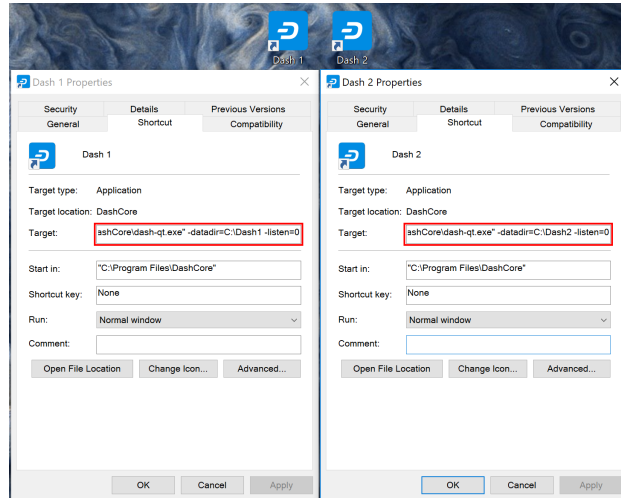 Dash 1
Dash 2
Dash 1 Properties
Security Details Previous Versions
General Shortcut Compatibility
Dash 1
Target type: Application
Target location: DashCore
Target: ashCore\dash-qt.exe" -datadir=C:\Dash1 -listen=0
Start in: "C:\Program Files\DashCore"
Shortcut key: None
Run: Normal window
Comment:
Open File Location Change Icon... Advanced...
OK Cancel Apply
Dash 2 Properties
Security Details Previous Versions
General Shortcut Compatibility
Dash 2
Target type: Application
Target location: DashCore
Target: ashCore\dash-qt.exe" -datadir=C:\Dash2 -listen=0
Start in: "C:\Program Files\DashCore"
Shortcut key: None
Run: Normal window
Comment:
Open File Location Change Icon... Advanced...
OK Cancel Apply